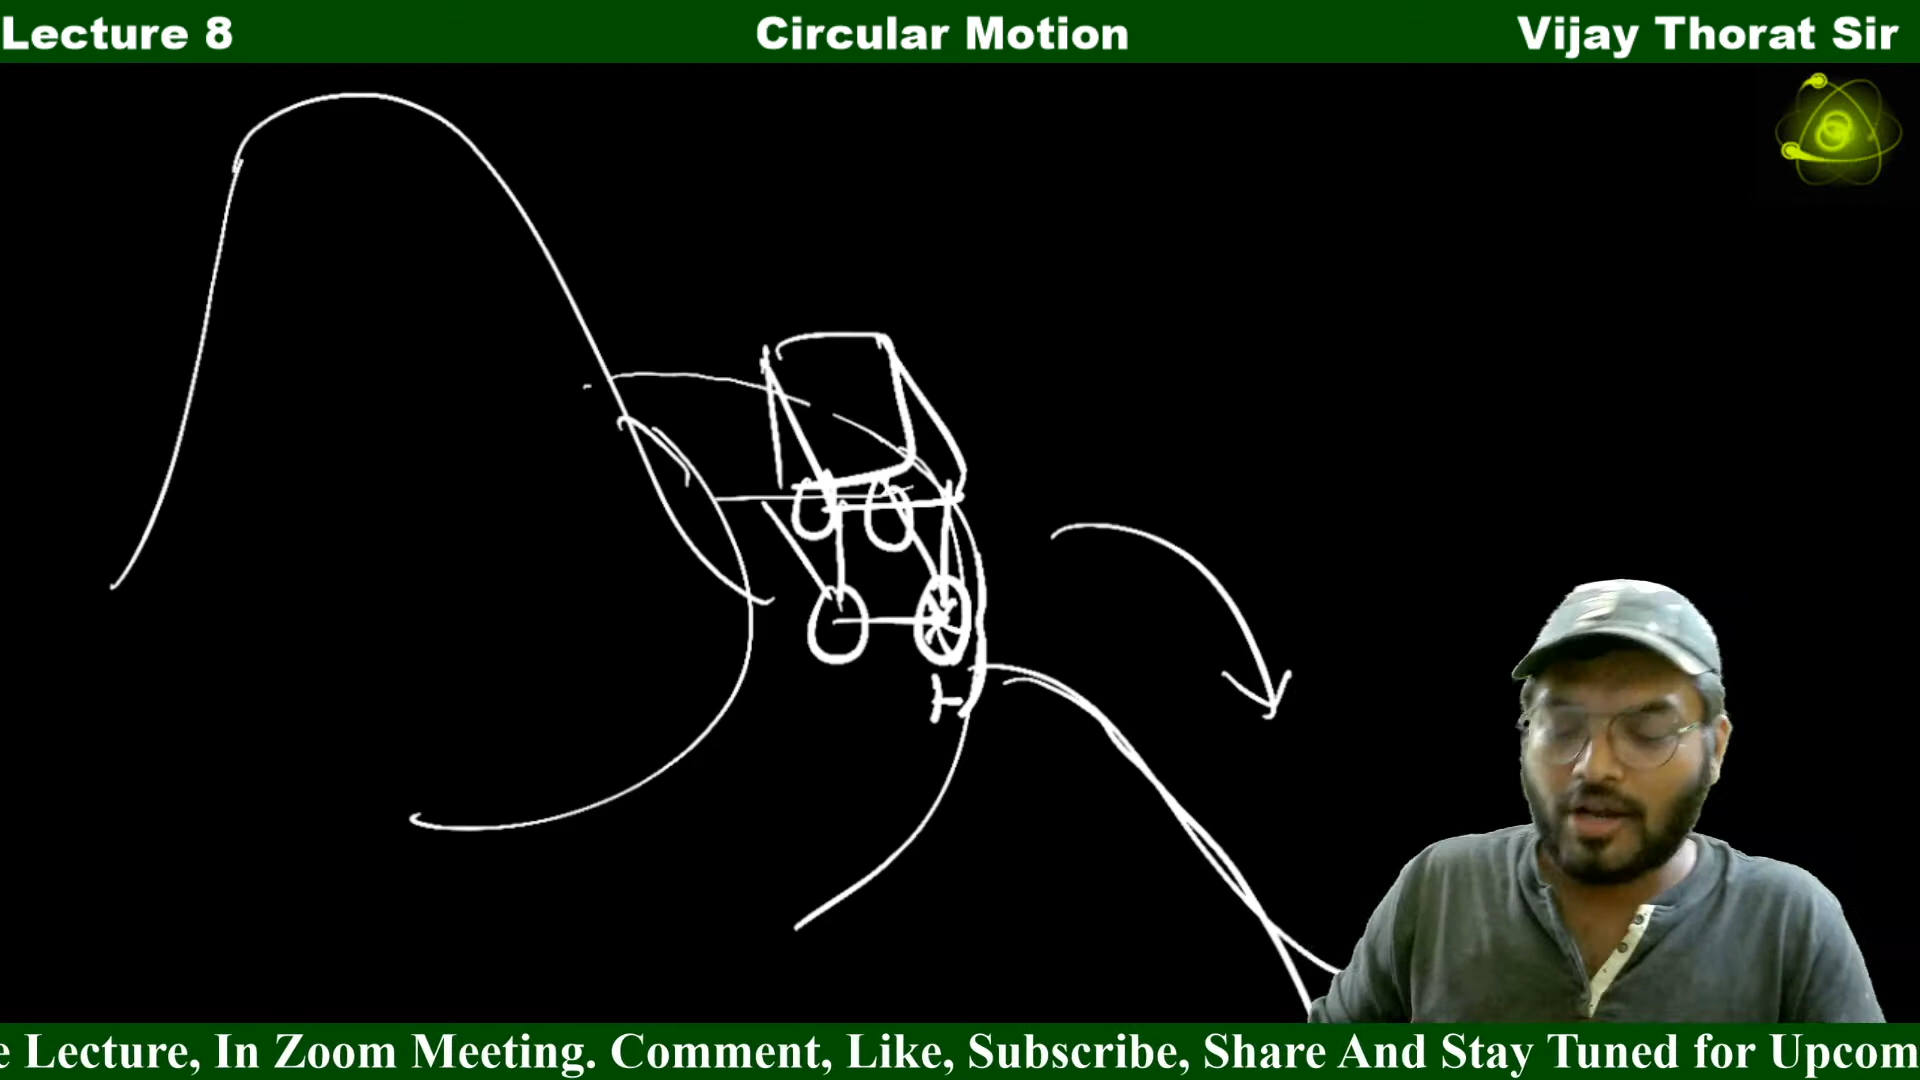 Lecture 8 Circular Motion Vijay Thorat Sir
e Lecture, In Zoom Meeting. Comment, Like, Subscribe, Share And Stay Tuned for Upcom